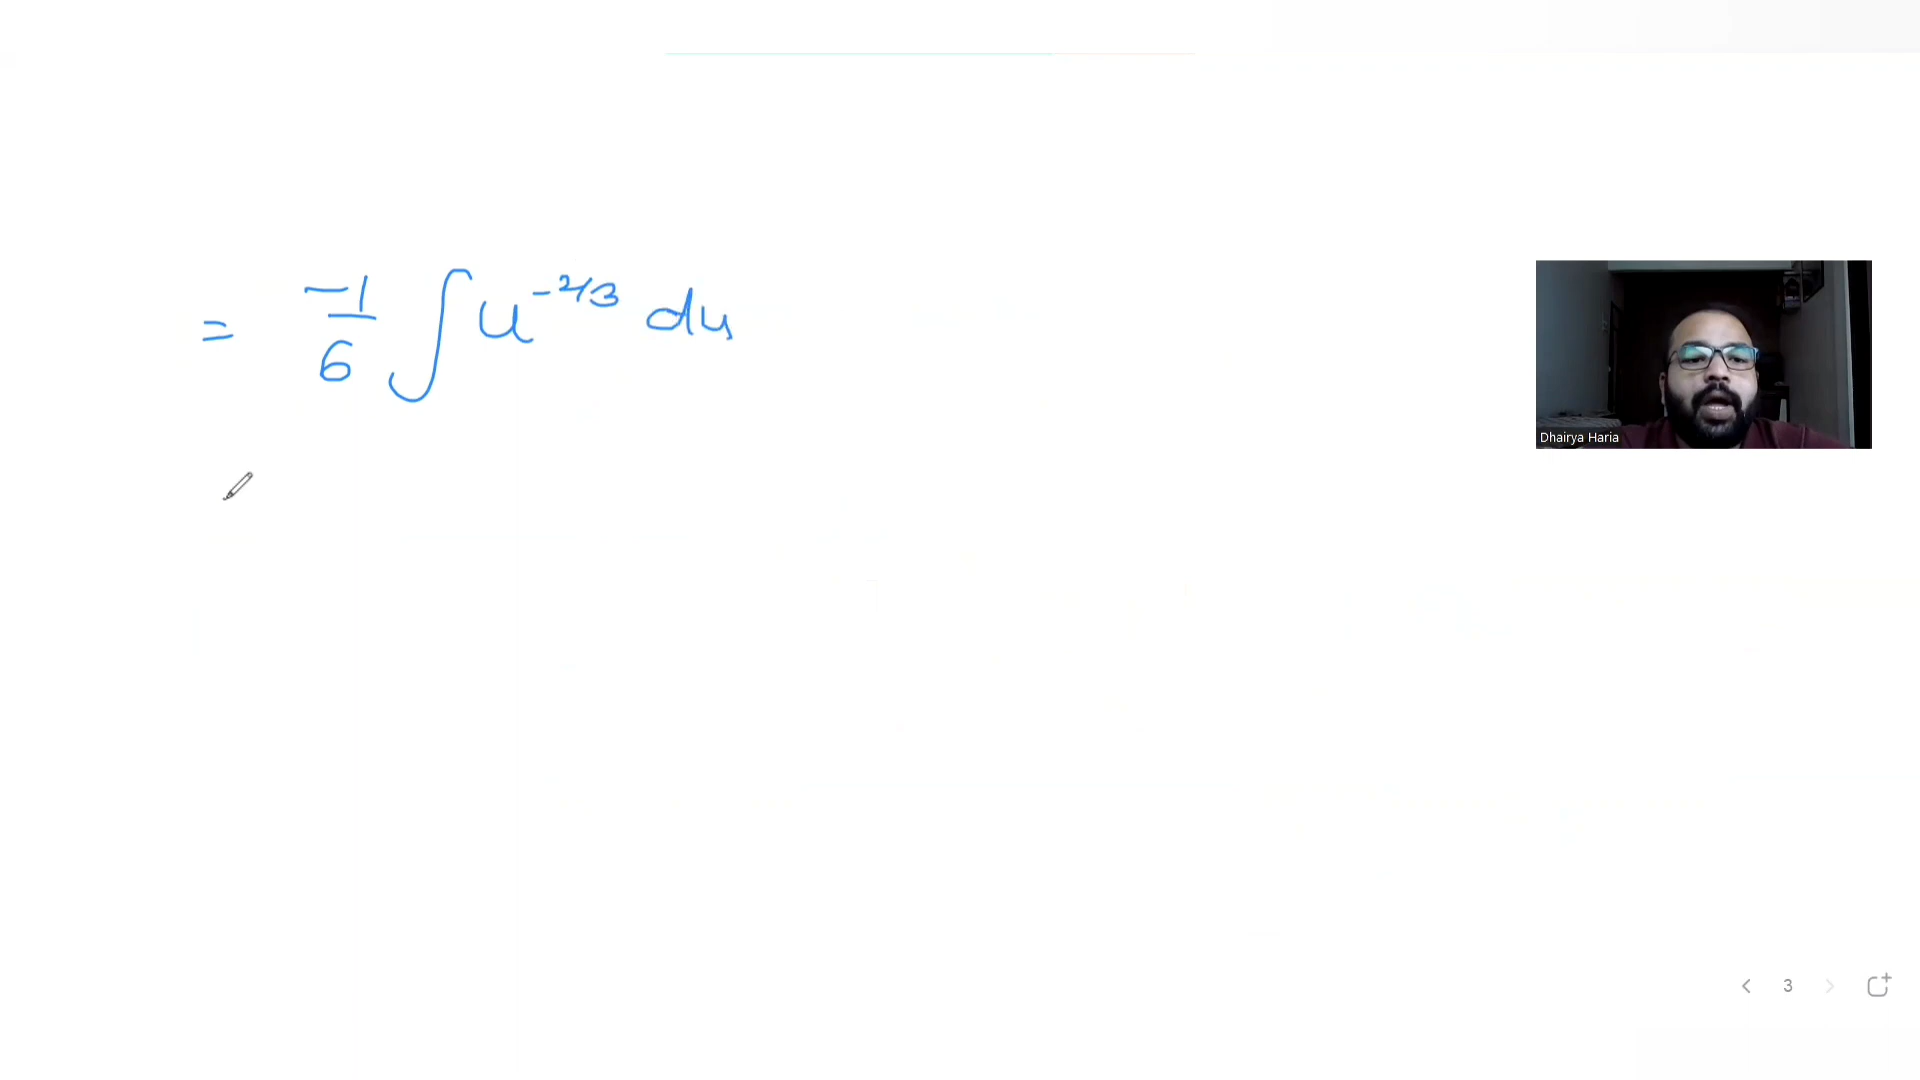 = -1/6 ∫ u^{-2/3} du
Dhairya Haria
3